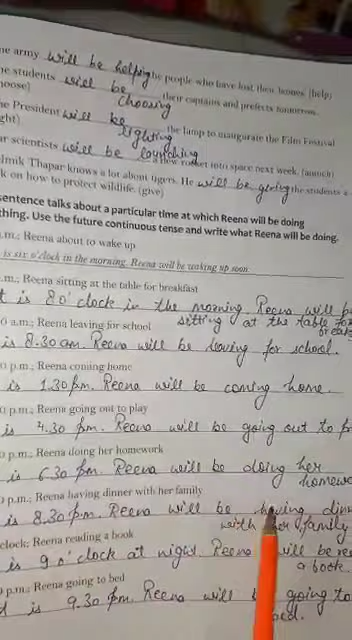 army will be helping the people who have lost their homes. (help)
students will be choosing their captains and prefects tomorrow.
oose)
President will be lighting the lamp to inaugurate the Film Festival
ght)
scientists will be launching a new rocket into space next week. (launch)
lmik Thapar knows a lot about tigers. He will be giving the students a
k on how to protect wildlife. (give)
sentence talks about a particular time at which Reena will be doing
thing. Use the future continuous tense and write what Reena will be doing.
a.m.; Reena about to wake up
is six o'clock in the morning. Reena will be waking up soon.
a.m.; Reena sitting at the table for breakfast
t is 8 o'clock in the morning. Reena will be
sitting at the table for
0 a.m.; Reena leaving for school
is 8.30 am. Reena will be leaving for school.
0 p.m.; Reena coming home
is 1.30 pm. Reena will be coming home.
0 p.m.; Reena going out to play
is 4.30 pm. Reena will be going out to
0 p.m.; Reena doing her homework
is 6.30 pm. Reena will be doing her
homewo
0 p.m.; Reena having dinner with her family
is 8.30 pm. Reena will be having dinn
with her family
clock; Reena reading a book
is 9 o'clock at night. Reena will be re
a book.
0 p.m.; Reena going to bed
is 9.30 pm. Reena will be going to
bed.